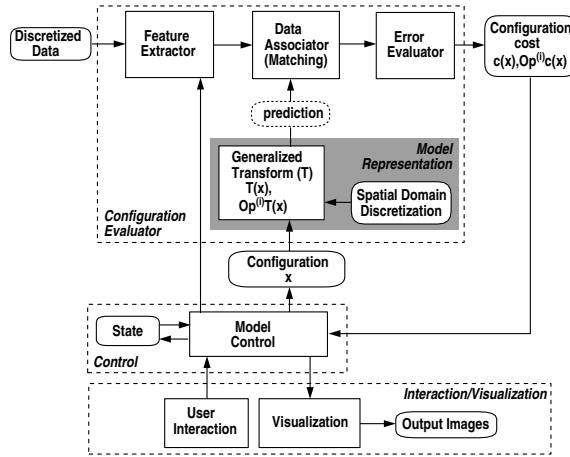 Discretized
Data
Feature
Extractor
Data
Associator
(Matching)
Error
Evaluator
Configuration
cost
c(x),Op(i)c(x)
prediction
Model
Representation
Generalized
Transform (T)
T(x),
Op(i)T(x)
Spatial Domain
Discretization
Configuration
Evaluator
Configuration
x
State
Model
Control
Control
Interaction/Visualization
User
Interaction
Visualization
Output Images